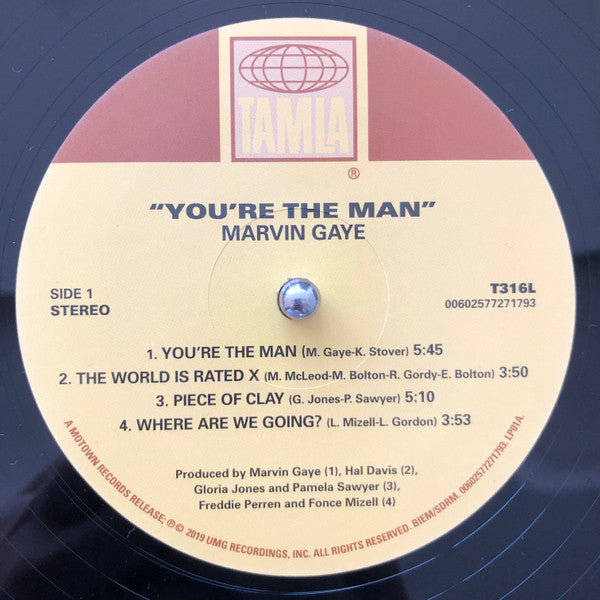 TAMLA
®
"YOU'RE THE MAN"
MARVIN GAYE
SIDE 1
STEREO
T316L
00602577271793
1. YOU'RE THE MAN (M. Gaye-K. Stover) 5:45
2. THE WORLD IS RATED X (M. McLeod-M. Bolton-R. Gordy-E. Bolton) 3:50
3. PIECE OF CLAY (G. Jones-P. Sawyer) 5:10
4. WHERE ARE WE GOING? (L. Mizell-L. Gordon) 3:53
Produced by Marvin Gaye (1), Hal Davis (2),
Gloria Jones and Pamela Sawyer (3),
Freddie Perren and Fonce Mizell (4)
A MOTOWN RECORDS RELEASE; ℗© 2019 UMG RECORDINGS, INC. ALL RIGHTS RESERVED. BIEM/SDRM. 00602577271793. LP01A.